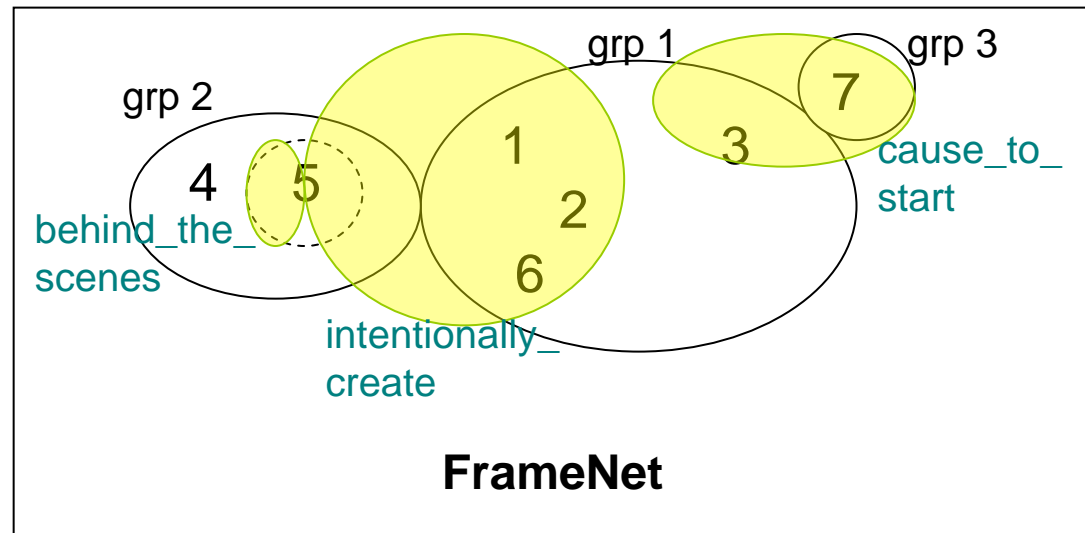 grp 1
grp 3
grp 2
7
1
3
4
5
cause_to_
start
2
behind_the_
scenes
6
intentionally_
create
FrameNet